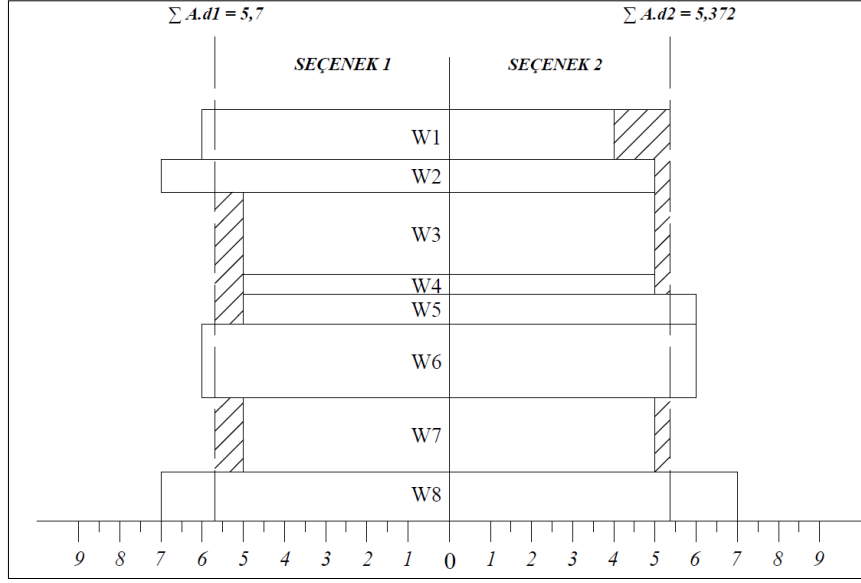 ∑ A.d1 = 5,7 ∑ A.d2 = 5,372
SEÇENEK 1 SEÇENEK 2
W1
W2
W3
W4
W5
W6
W7
W8
9 8 7 6 5 4 3 2 1 0 1 2 3 4 5 6 7 8 9